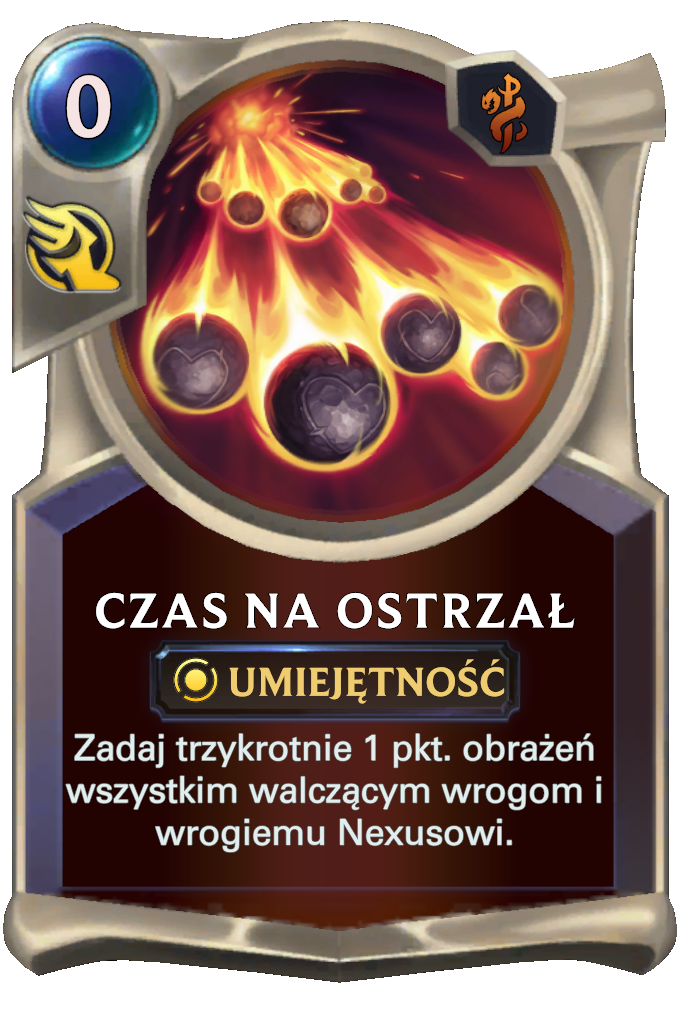 0
CZAS NA OSTRZAŁ
UMIEJĘTNOŚĆ
Zadaj trzykrotnie 1 pkt. obrażeń
wszystkim walczącym wrogom i
wrogiemu Nexusowi.